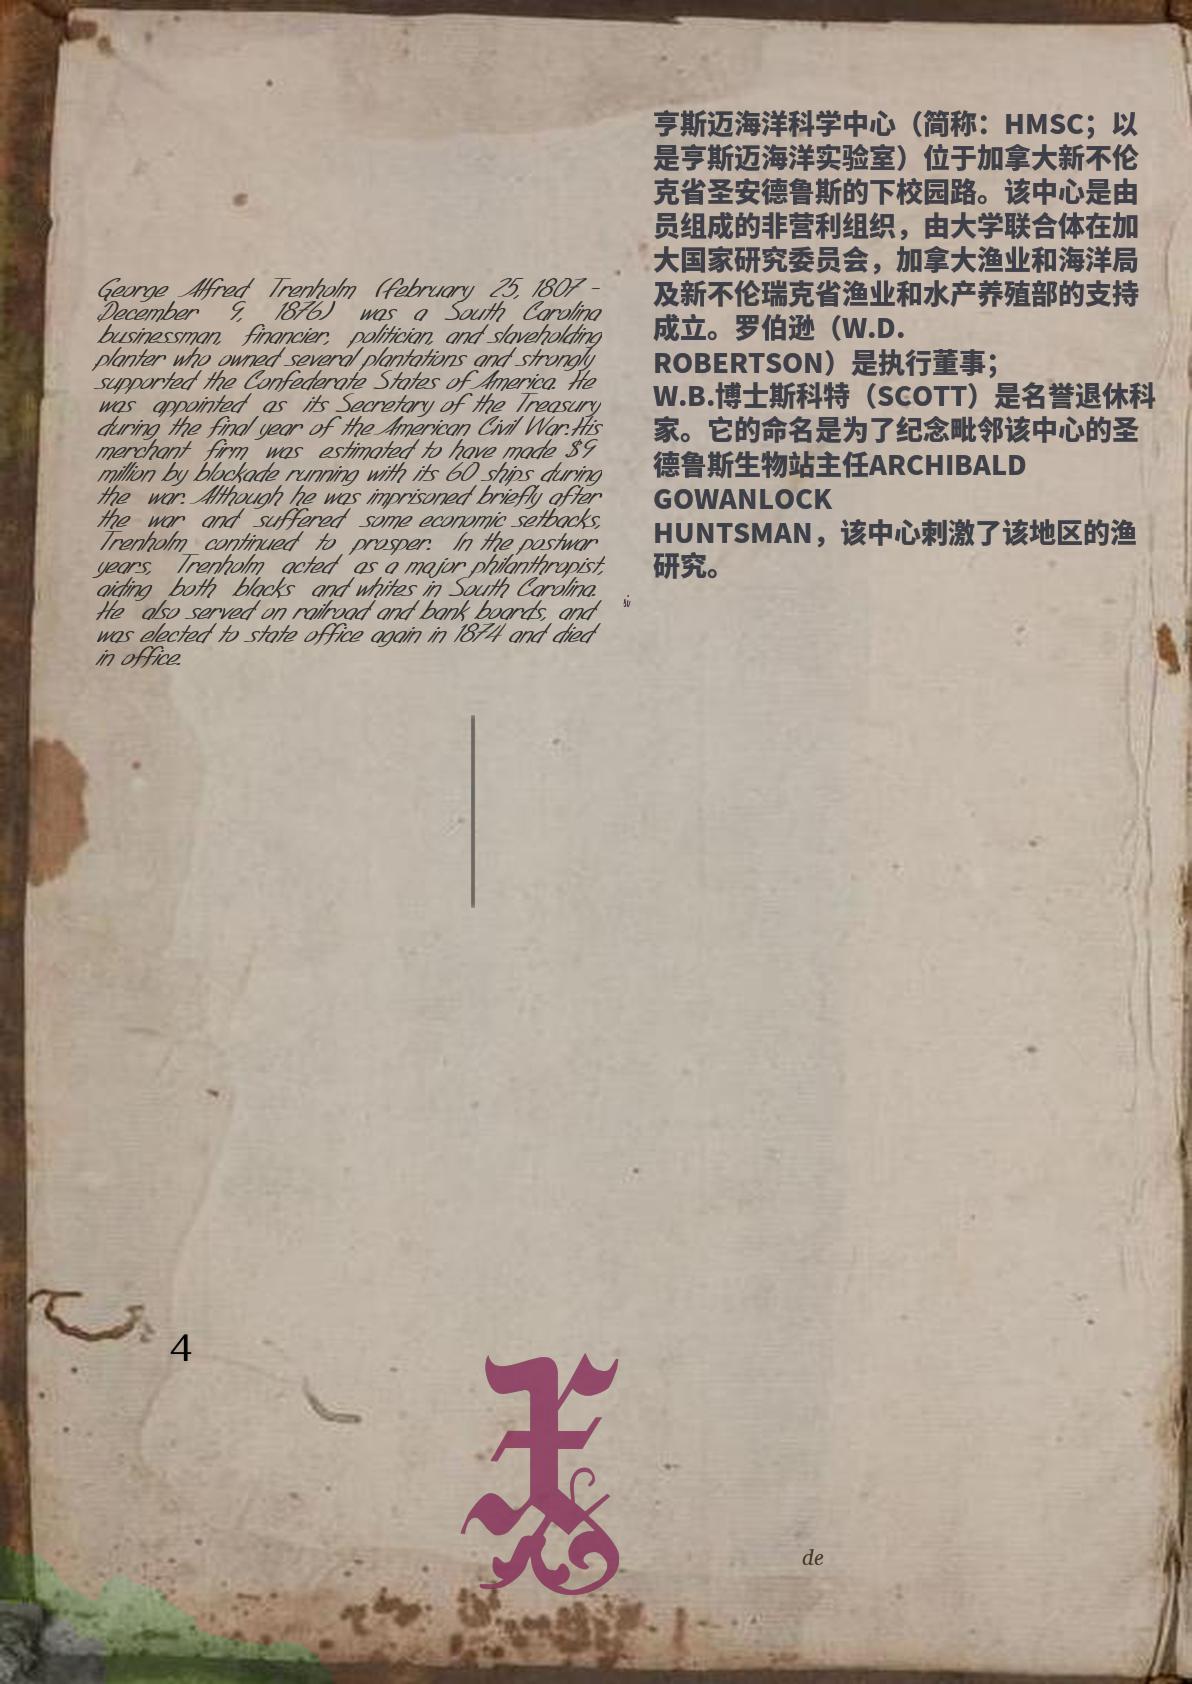 George Alfred Trenholm (February 25, 1807 –
December 9, 1876) was a South Carolina
businessman, financier, politician, and slaveholding
planter who owned several plantations and strongly
supported the Confederate States of America. He
was appointed as its Secretary of the Treasury
during the final year of the American Civil War.His
merchant firm was estimated to have made $9
million by blockade running with its 60 ships during
the war. Although he was imprisoned briefly after
the war and suffered some economic setbacks,
Trenholm continued to prosper. In the postwar
years, Trenholm acted as a major philanthropist,
aiding both blacks and whites in South Carolina.
He also served on railroad and bank boards, and
was elected to state office again in 1874 and died
in office.
亨斯迈海洋科学中心（简称：HMSC；以
是亨斯迈海洋实验室）位于加拿大新不伦
克省圣安德鲁斯的下校园路。该中心是由
员组成的非营利组织，由大学联合体在加
大国家研究委员会，加拿大渔业和海洋局
及新不伦瑞克省渔业和水产养殖部的支持
成立。罗伯逊（W.D.
ROBERTSON）是执行董事；
W.B.博士斯科特（SCOTT）是名誉退休科
家。它的命名是为了纪念毗邻该中心的圣
德鲁斯生物站主任ARCHIBALD
GOWANLOCK
HUNTSMAN，该中心刺激了该地区的渔
研究。
4
de